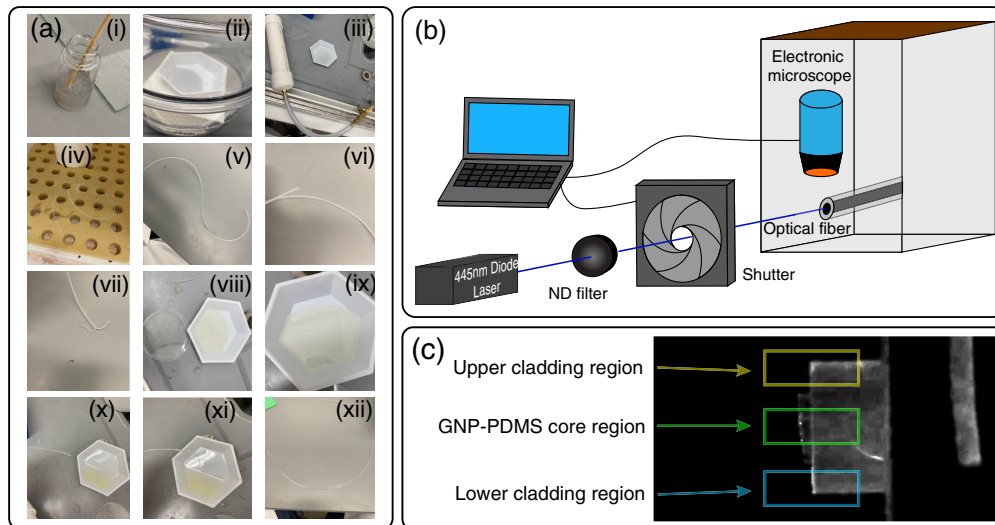 (a)
(i)
(ii)
(iii)
(iv)
(v)
(vi)
(vii)
(viii)
(ix)
(x)
(xi)
(xii)
(b)
Electronic
microscope
Optical fiber
Shutter
ND filter
445nm Diode
Laser
(c)
Upper cladding region
GNP-PDMS core region
Lower cladding region